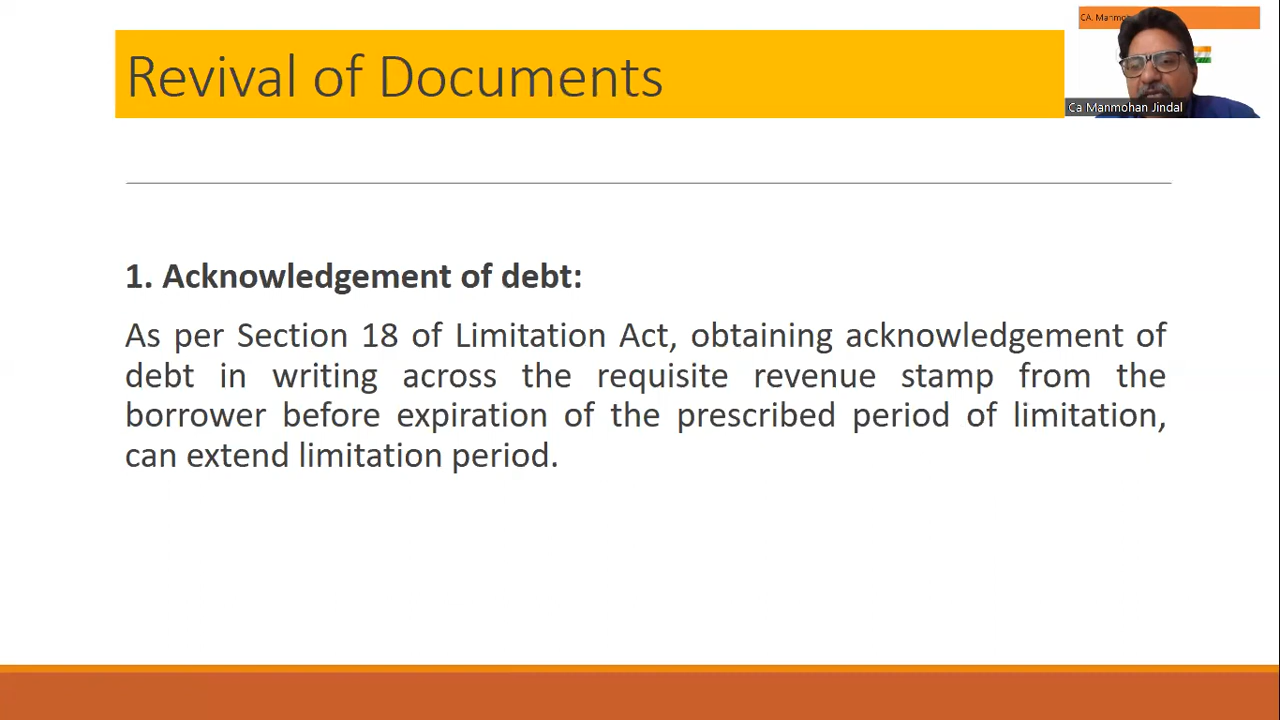 CA. Manmo
Revival of Documents
Ca Manmohan Jindal
1. Acknowledgement of debt:
As per Section 18 of Limitation Act, obtaining acknowledgement of
debt in writing across the requisite revenue stamp from the
borrower before expiration of the prescribed period of limitation,
can extend limitation period.